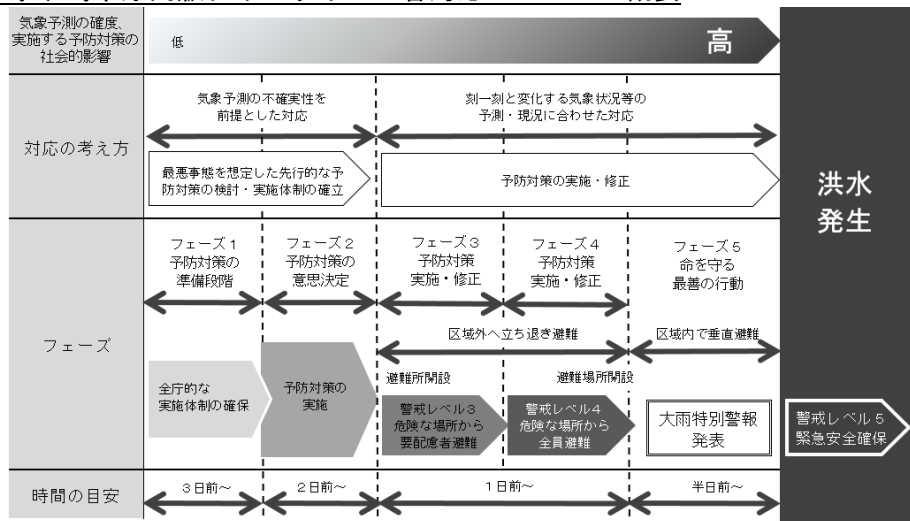 気象予測の確度、
実施する予防対策の
社会的影響
低
高
対応の考え方
気象予測の不確実性を
前提とした対応
刻一刻と変化する気象状況等の
予測・現況に合わせた対応
最悪事態を想定した先行的な予
防対策の検討・実施体制の確立
予防対策の実施・修正
洪水
発生
フェーズ
フェーズ1
予防対策の
準備段階
フェーズ2
予防対策の
意思決定
フェーズ3
予防対策
実施・修正
フェーズ4
予防対策
実施・修正
フェーズ5
命を守る
最善の行動
区域外へ立ち退き避難
区域内で垂直避難
全庁的な
実施体制の確保
予防対策の
実施
避難所開設
避難場所開設
警戒レベル3
危険な場所から
要配慮者避難
警戒レベル4
危険な場所から
全員避難
大雨特別警報
発表
警戒レベル5
緊急安全確保
時間の目安
3日前～
2日前～
1日前～
半日前～